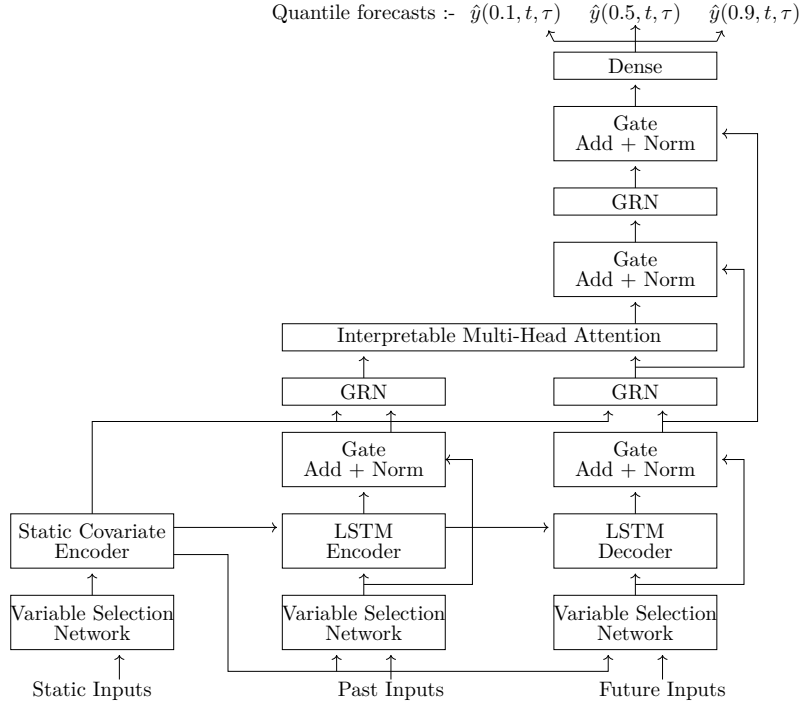 Quantile forecasts :- ŷ(0.1, t, τ) ŷ(0.5, t, τ) ŷ(0.9, t, τ)
Dense
Gate
Add + Norm
GRN
Gate
Add + Norm
Interpretable Multi-Head Attention
GRN
GRN
Gate
Add + Norm
Gate
Add + Norm
Static Covariate
Encoder
LSTM
Encoder
LSTM
Decoder
Variable Selection
Network
Variable Selection
Network
Variable Selection
Network
Static Inputs
Past Inputs
Future Inputs